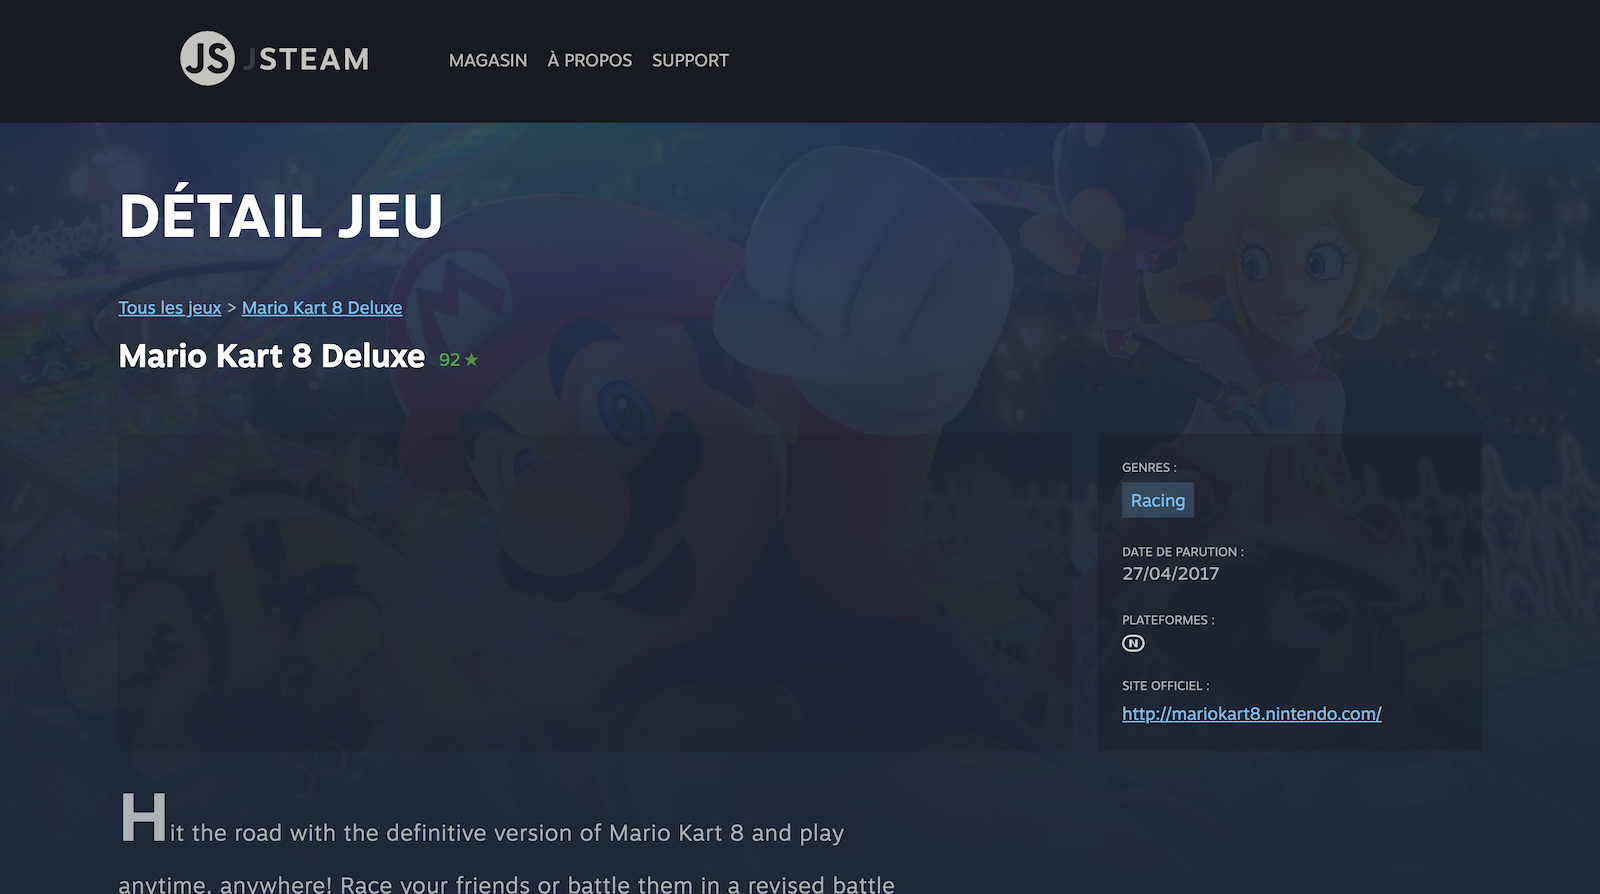 JS JSTEAM MAGASIN À PROPOS SUPPORT
DÉTAIL JEU
Tous les jeux > Mario Kart 8 Deluxe
Mario Kart 8 Deluxe 92 ★
GENRES :
Racing
DATE DE PARUTION :
27/04/2017
PLATEFORMES :
N
SITE OFFICIEL :
http://mariokart8.nintendo.com/
Hit the road with the definitive version of Mario Kart 8 and play
anytime, anywhere! Race your friends or battle them in a revised battle